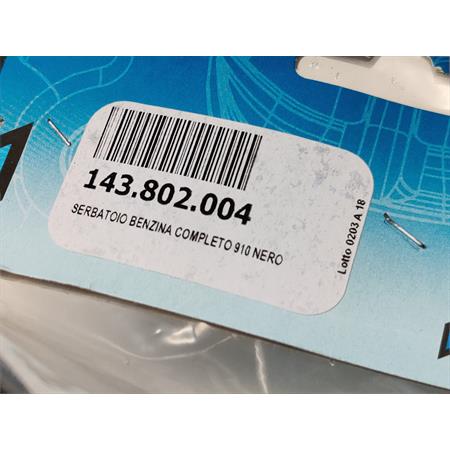 143.802.004
SERBATOIO BENZINA COMPLETO 910 NERO
Lotto 0203 A 18